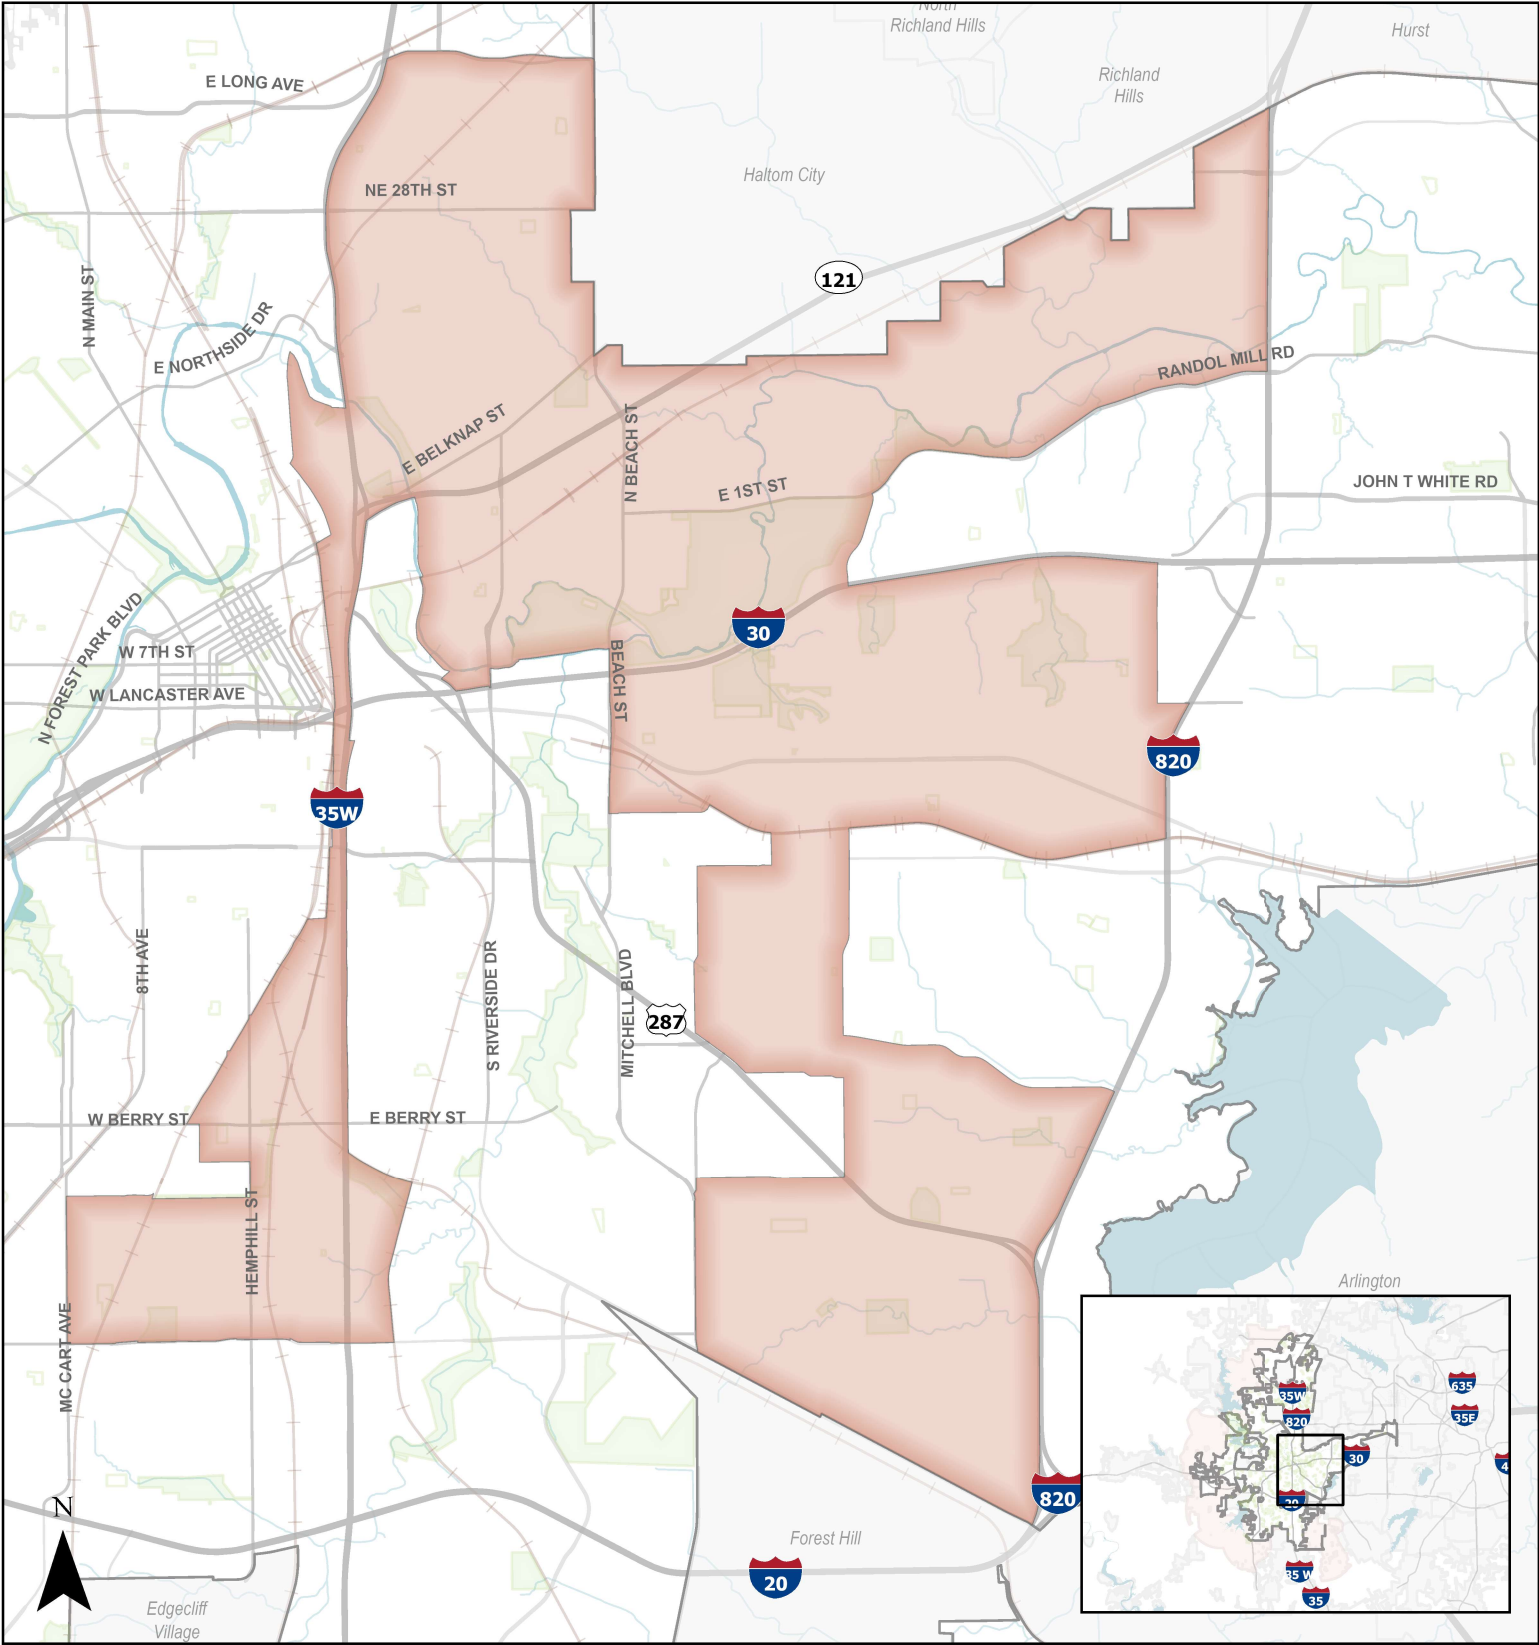 North
Richland Hills
Hurst
Richland
Hills
E LONG AVE
Haltom City
NE 28TH ST
121
N MAIN ST
E NORTHSIDE DR
RANDOL MILL RD
E BELKNAP ST
N BEACH ST
E 1ST ST
JOHN T WHITE RD
N FOREST PARK BLVD
30
W 7TH ST
BEACH ST
W LANCASTER AVE
820
35W
8TH AVE
S RIVERSIDE DR
MITCHELL BLVD
287
W BERRY ST
E BERRY ST
HEMPHILL ST
Arlington
MC CART AVE
35W
635
820
35E
30
4
20
820
N
Forest Hill
20
35 W
35
Edgecliff
Village